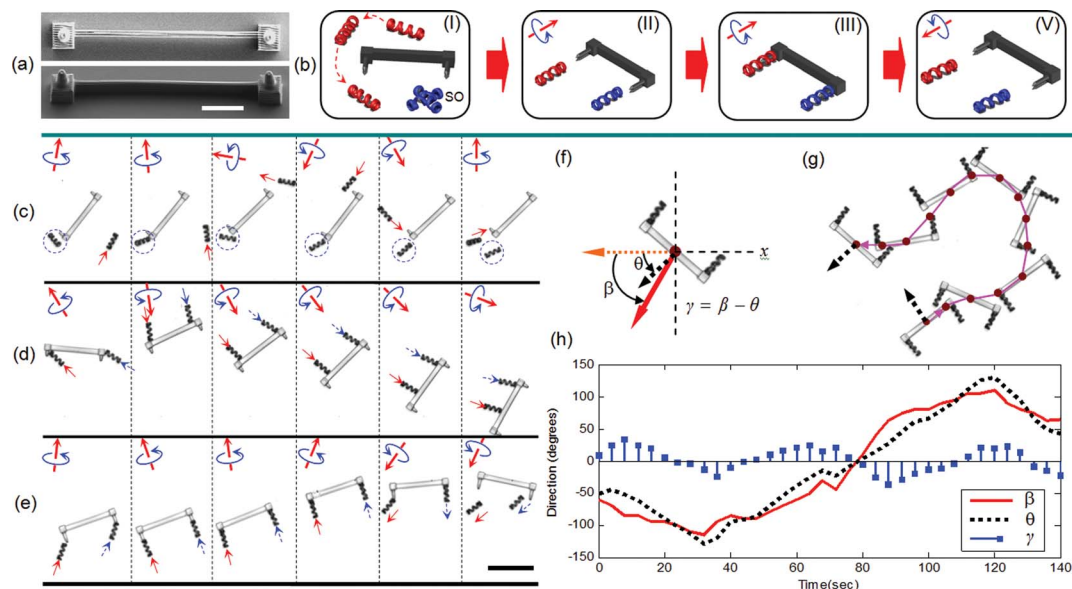 (a)
(b)
(I)
SO
(II)
(III)
(V)
(c)
(d)
(e)
(f)
x
θ
β
γ = β − θ
(g)
(h)
Direction (degrees)
150
100
50
0
-50
-100
-150
0
20
40
60
80
100
120
140
Time(sec)
β
θ
γ